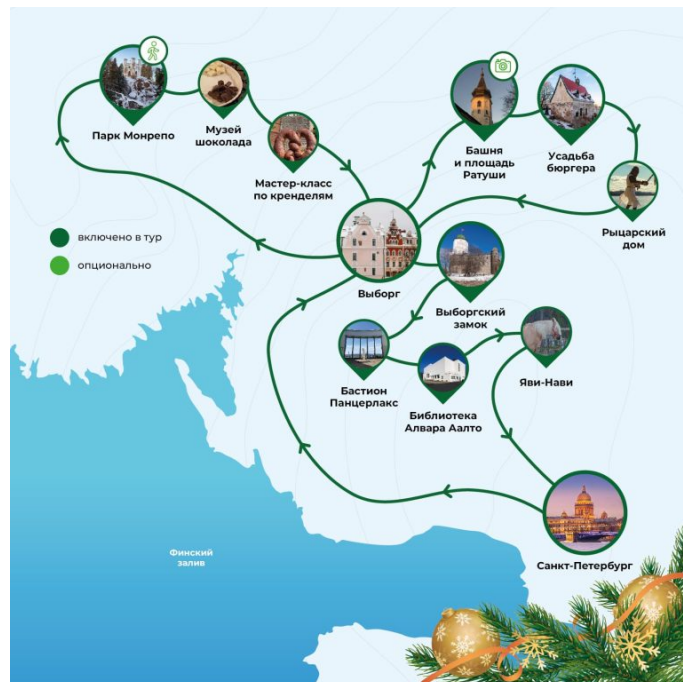 Парк Монрепо
Музей
шоколада
Мастер-класс
по кренделям
Башня
и площадь
Ратуши
Усадьба
бюргера
Рыцарский
дом
включено в тур
опционально
Выборг
Выборгский
замок
Бастион
Панцерлакс
Библиотека
Алвара Аалто
Яви-Нави
Санкт-Петербург
Финский
залив